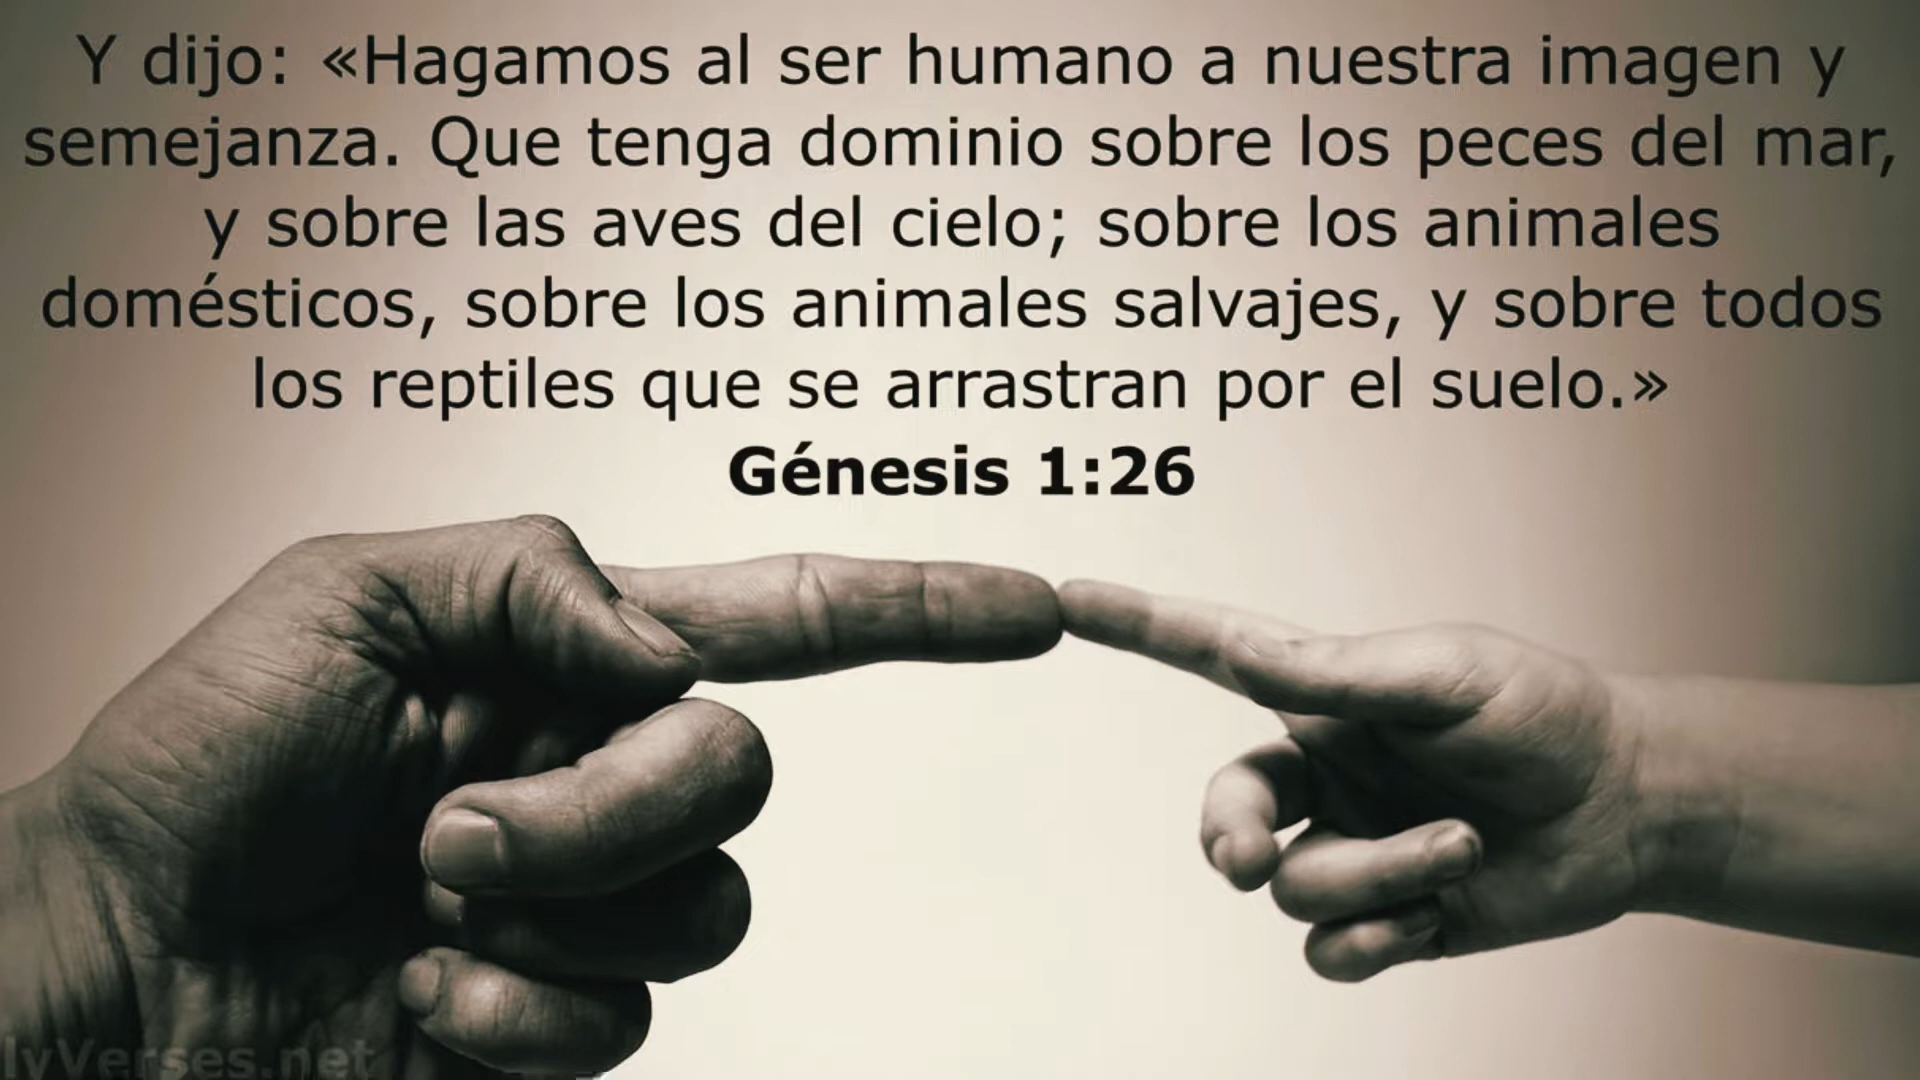 Y dijo: «Hagamos al ser humano a nuestra imagen y
semejanza. Que tenga dominio sobre los peces del mar,
y sobre las aves del cielo; sobre los animales
domésticos, sobre los animales salvajes, y sobre todos
los reptiles que se arrastran por el suelo.»
Génesis 1:26
lyVerses.net